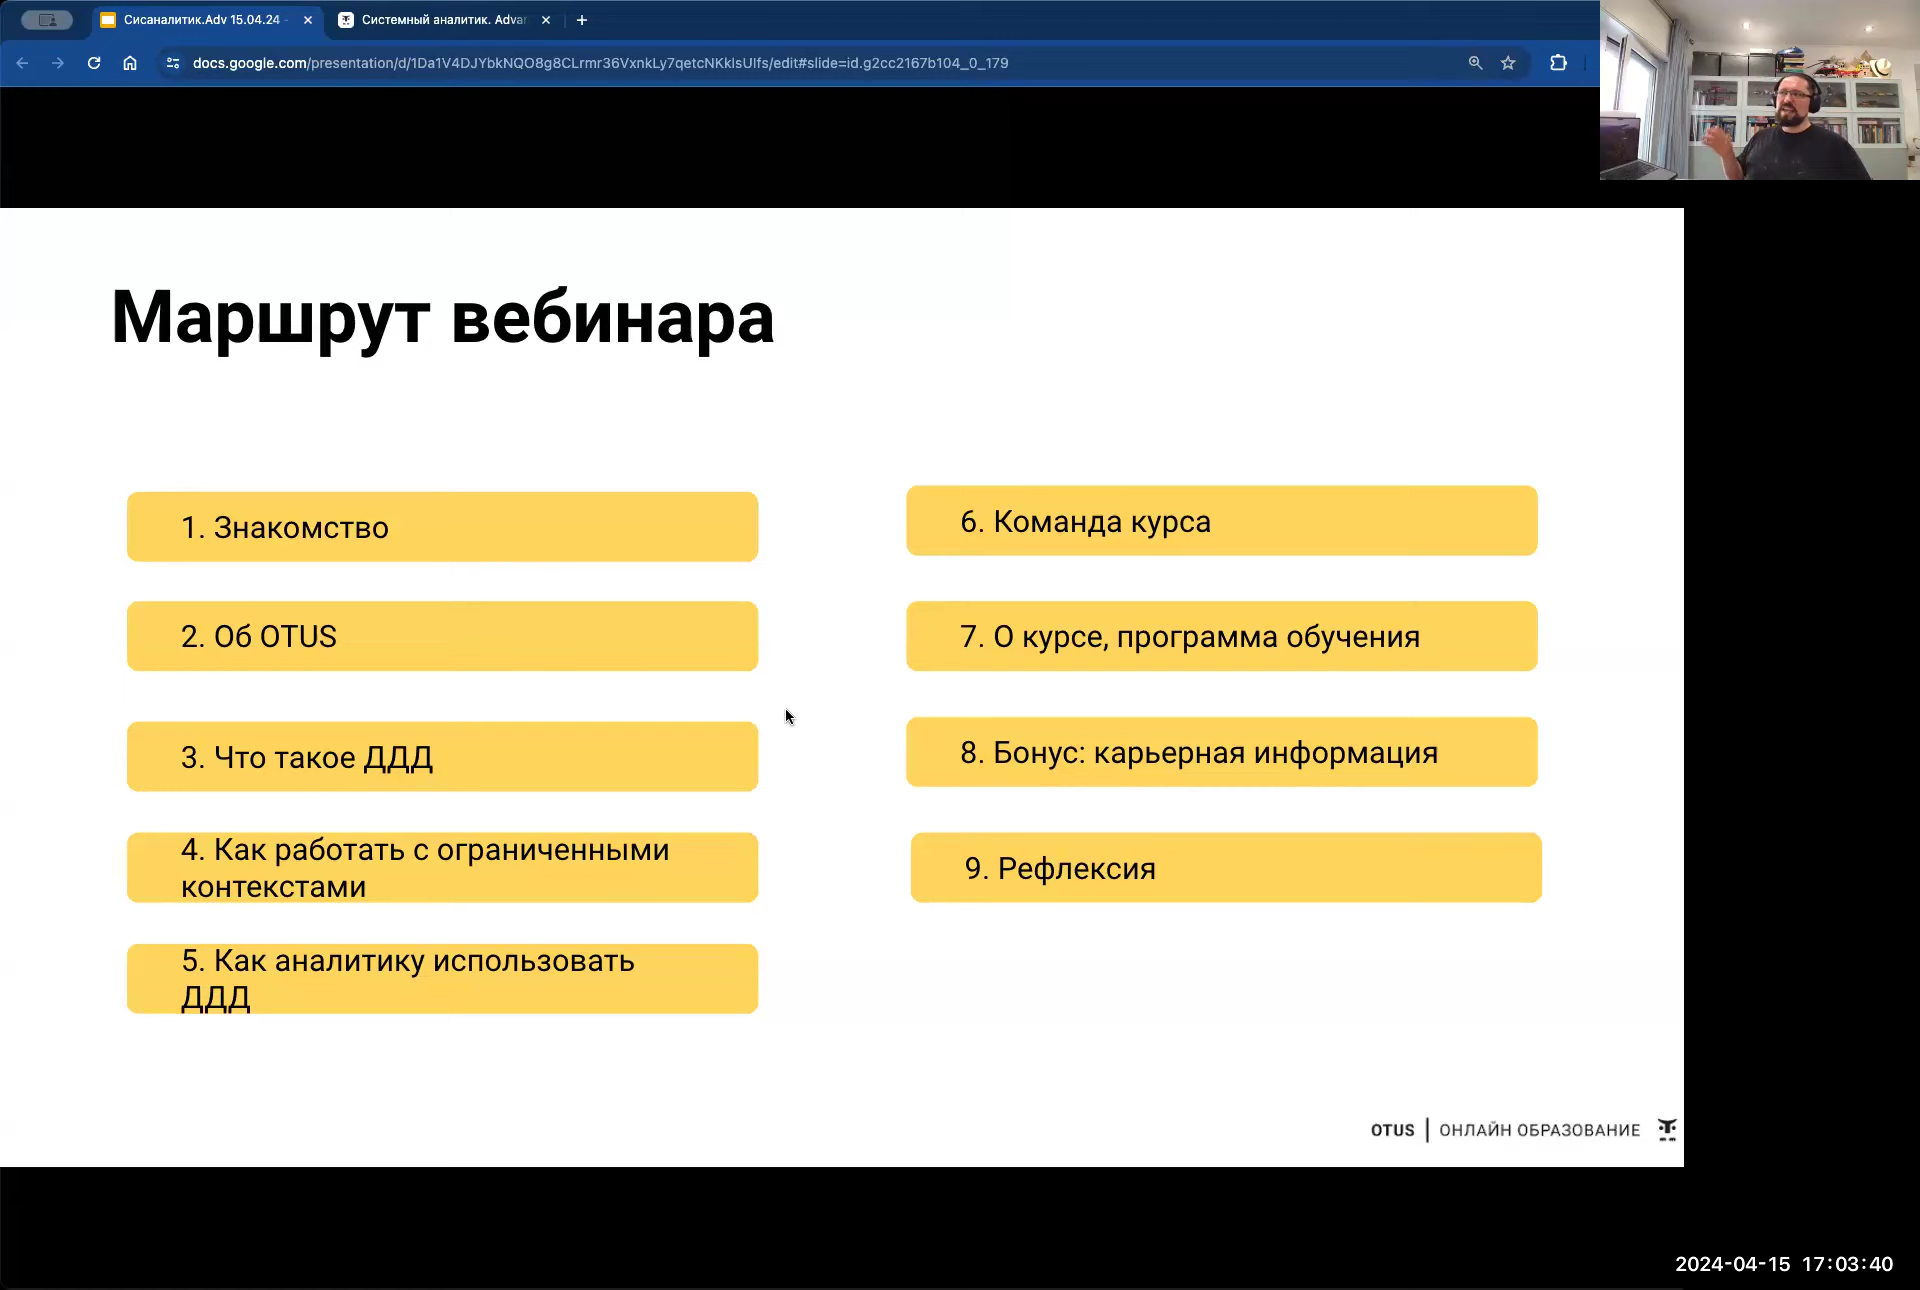 Сисаналитик.Adv 15.04.24 -
Системный аналитик. Advan
docs.google.com/presentation/d/1Da1V4DJYbkNQO8g8CLrmr36VxnkLy7qetcNKklsUlfs/edit#slide=id.g2cc2167b104_0_179
Маршрут вебинара
1. Знакомство
2. Об OTUS
3. Что такое ДДД
4. Как работать с ограниченными
контекстами
5. Как аналитику использовать
ДДД
6. Команда курса
7. О курсе, программа обучения
8. Бонус: карьерная информация
9. Рефлексия
OTUS | ОНЛАЙН ОБРАЗОВАНИЕ
2024-04-15 17:03:40